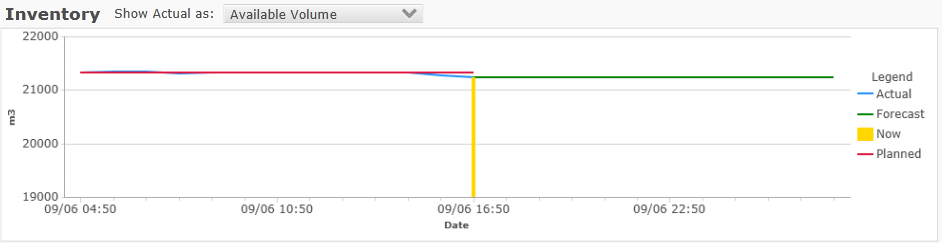 Inventory Show Actual as: Available Volume
22000
21000
20000
19000
m3
09/06 04:50 09/06 10:50 09/06 16:50 09/06 22:50
Date
Legend
Actual
Forecast
Now
Planned